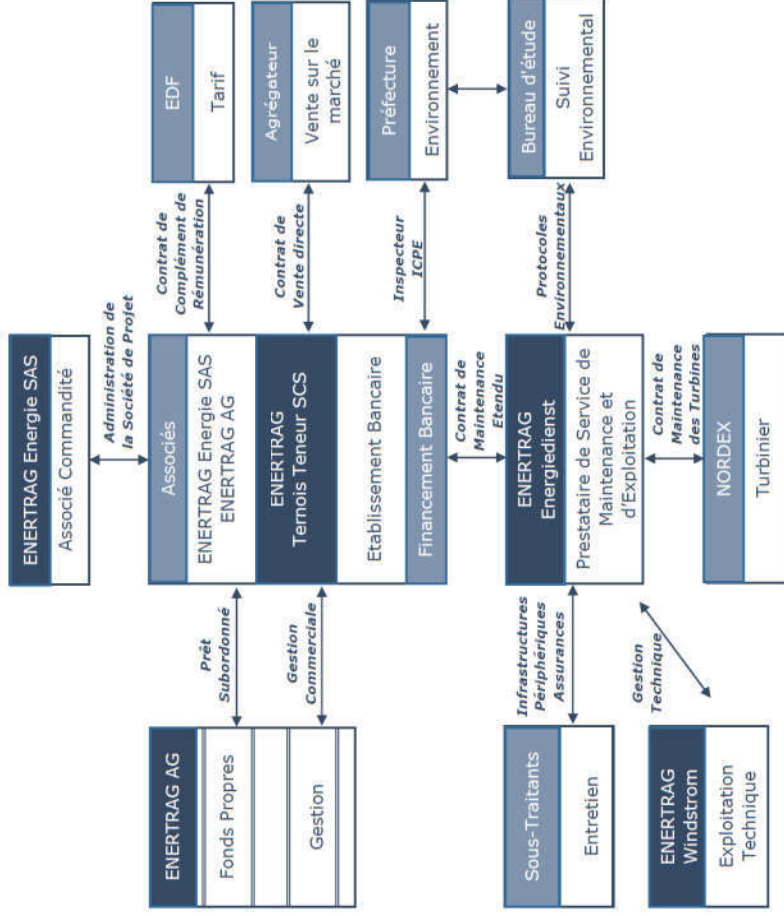 ENERTRAG Energie SAS
Associé Commandité
Administration de
la Société de Projet
ENERTRAG AG
Fonds Propres
Gestion
Prêt
Subordonné
Gestion
Commerciale
Associés
ENERTRAG Energie SAS
ENERTRAG AG
ENERTRAG
Ternois Teneur SCS
Etablissement Bancaire
Financement Bancaire
Contrat de
Complément de
Rémunération
Contrat de
Vente directe
Inspecteur
ICPE
EDF
Tarif
Agrégateur
Vente sur le
marché
Préfecture
Environnement
Contrat de
Maintenance
Etendu
Sous-Traitants
Entretien
Infrastructures
Périphériques
Assurances
ENERTRAG
Energiedienst
Prestataire de Service de
Maintenance et
d'Exploitation
Protocoles
Environnementaux
Bureau d'étude
Suivi
Environmental
ENERTRAG
Windstrom
Exploitation
Technique
Gestion
Technique
Contrat de
Maintenance
des Turbines
NORDEX
Turbinier